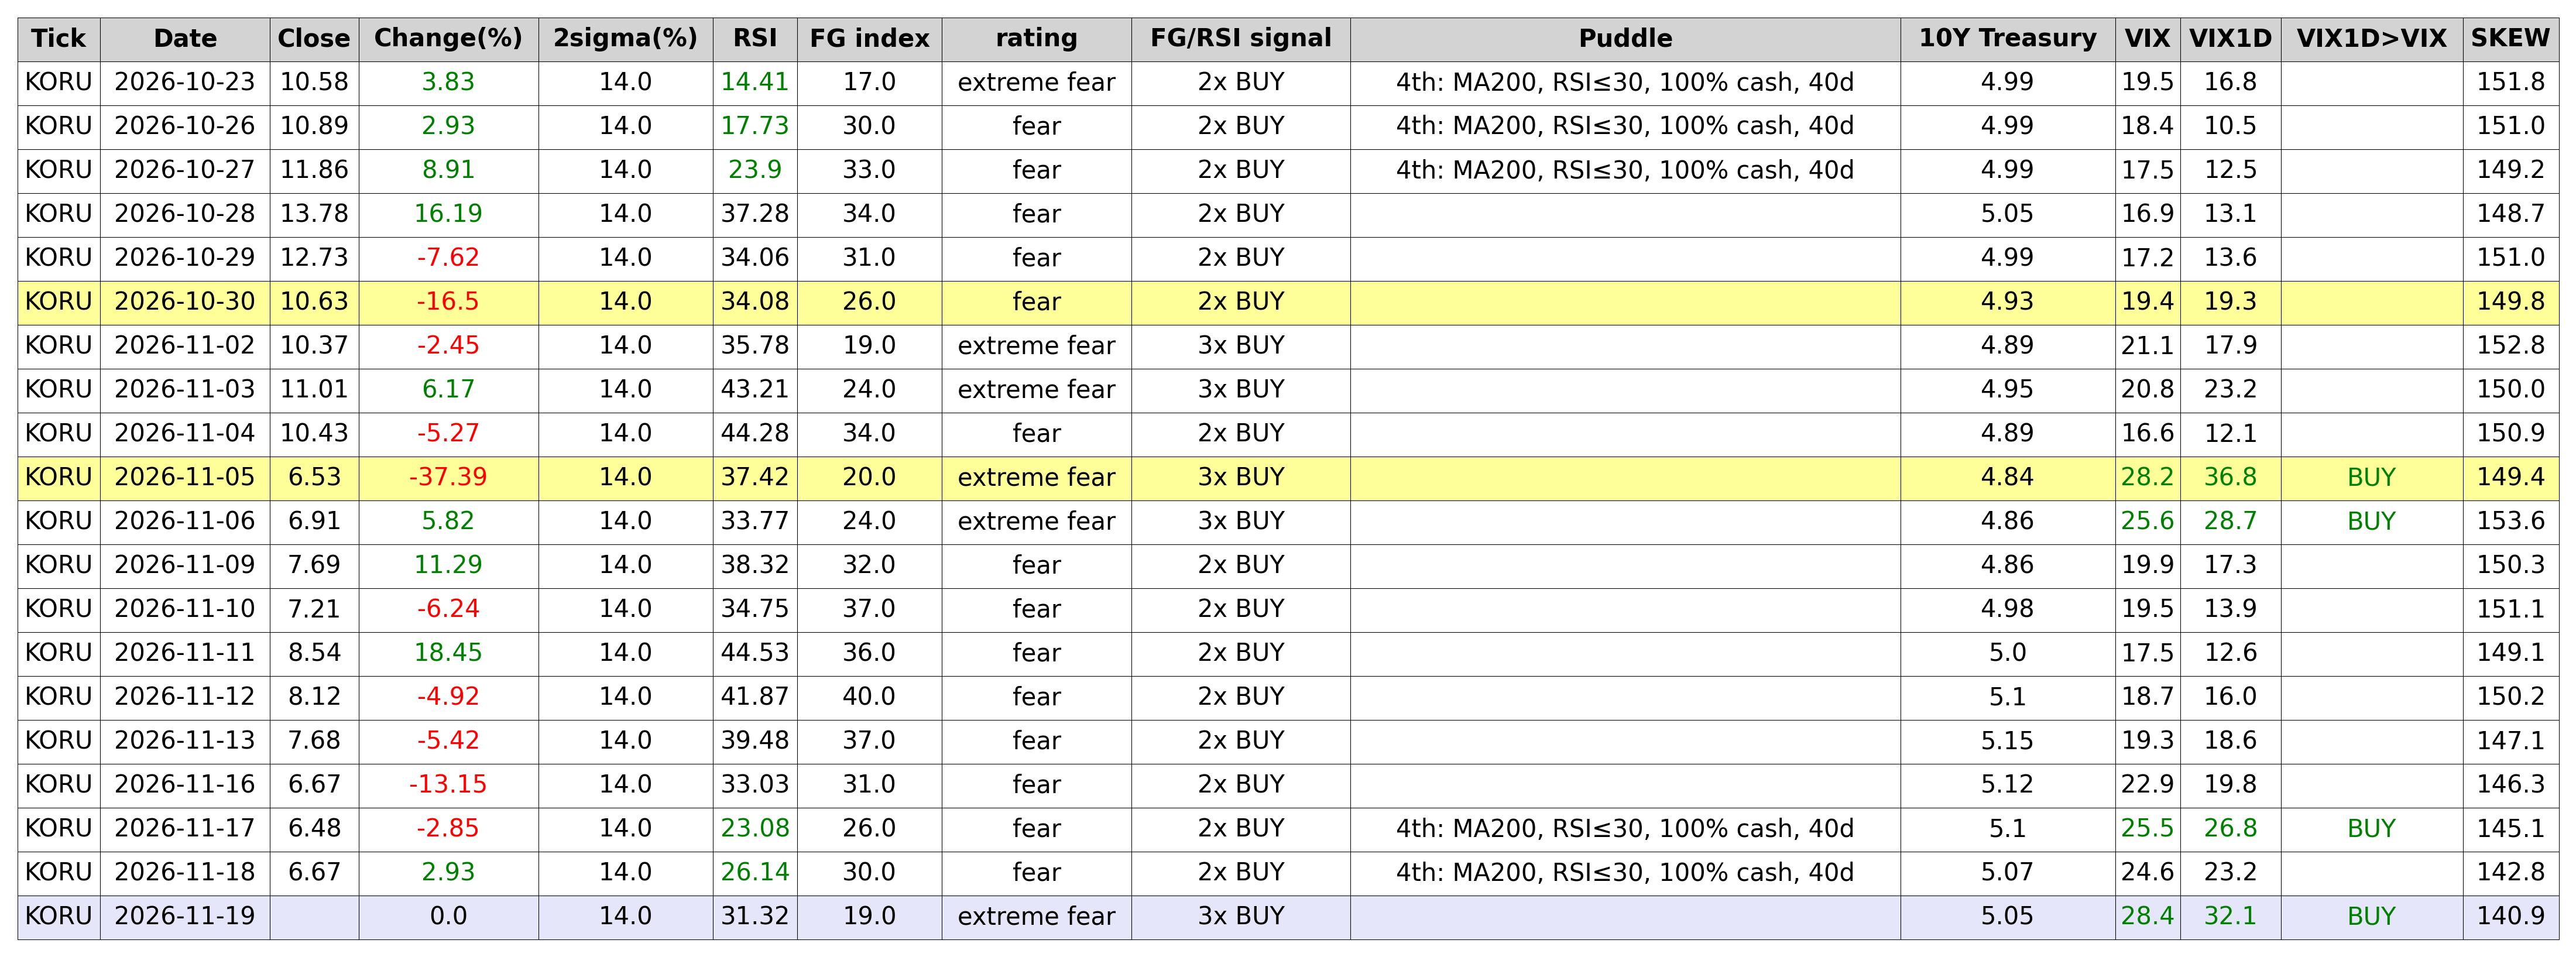 Tick Date Close Change(%) 2sigma(%) RSI FG index rating FG/RSI signal Puddle 10Y Treasury VIX VIX1D VIX1D>VIX SKEW
KORU 2026-10-23 10.58 3.83 14.0 14.41 17.0 extreme fear 2x BUY 4th: MA200, RSI≤30, 100% cash, 40d 4.99 19.5 16.8 151.8
KORU 2026-10-26 10.89 2.93 14.0 17.73 30.0 fear 2x BUY 4th: MA200, RSI≤30, 100% cash, 40d 4.99 18.4 10.5 151.0
KORU 2026-10-27 11.86 8.91 14.0 23.9 33.0 fear 2x BUY 4th: MA200, RSI≤30, 100% cash, 40d 4.99 17.5 12.5 149.2
KORU 2026-10-28 13.78 16.19 14.0 37.28 34.0 fear 2x BUY 5.05 16.9 13.1 148.7
KORU 2026-10-29 12.73 -7.62 14.0 34.06 31.0 fear 2x BUY 4.99 17.2 13.6 151.0
KORU 2026-10-30 10.63 -16.5 14.0 34.08 26.0 fear 2x BUY 4.93 19.4 19.3 149.8
KORU 2026-11-02 10.37 -2.45 14.0 35.78 19.0 extreme fear 3x BUY 4.89 21.1 17.9 152.8
KORU 2026-11-03 11.01 6.17 14.0 43.21 24.0 extreme fear 3x BUY 4.95 20.8 23.2 150.0
KORU 2026-11-04 10.43 -5.27 14.0 44.28 34.0 fear 2x BUY 4.89 16.6 12.1 150.9
KORU 2026-11-05 6.53 -37.39 14.0 37.42 20.0 extreme fear 3x BUY 4.84 28.2 36.8 BUY 149.4
KORU 2026-11-06 6.91 5.82 14.0 33.77 24.0 extreme fear 3x BUY 4.86 25.6 28.7 BUY 153.6
KORU 2026-11-09 7.69 11.29 14.0 38.32 32.0 fear 2x BUY 4.86 19.9 17.3 150.3
KORU 2026-11-10 7.21 -6.24 14.0 34.75 37.0 fear 2x BUY 4.98 19.5 13.9 151.1
KORU 2026-11-11 8.54 18.45 14.0 44.53 36.0 fear 2x BUY 5.0 17.5 12.6 149.1
KORU 2026-11-12 8.12 -4.92 14.0 41.87 40.0 fear 2x BUY 5.1 18.7 16.0 150.2
KORU 2026-11-13 7.68 -5.42 14.0 39.48 37.0 fear 2x BUY 5.15 19.3 18.6 147.1
KORU 2026-11-16 6.67 -13.15 14.0 33.03 31.0 fear 2x BUY 5.12 22.9 19.8 146.3
KORU 2026-11-17 6.48 -2.85 14.0 23.08 26.0 fear 2x BUY 4th: MA200, RSI≤30, 100% cash, 40d 5.1 25.5 26.8 BUY 145.1
KORU 2026-11-18 6.67 2.93 14.0 26.14 30.0 fear 2x BUY 4th: MA200, RSI≤30, 100% cash, 40d 5.07 24.6 23.2 142.8
KORU 2026-11-19 0.0 14.0 31.32 19.0 extreme fear 3x BUY 5.05 28.4 32.1 BUY 140.9